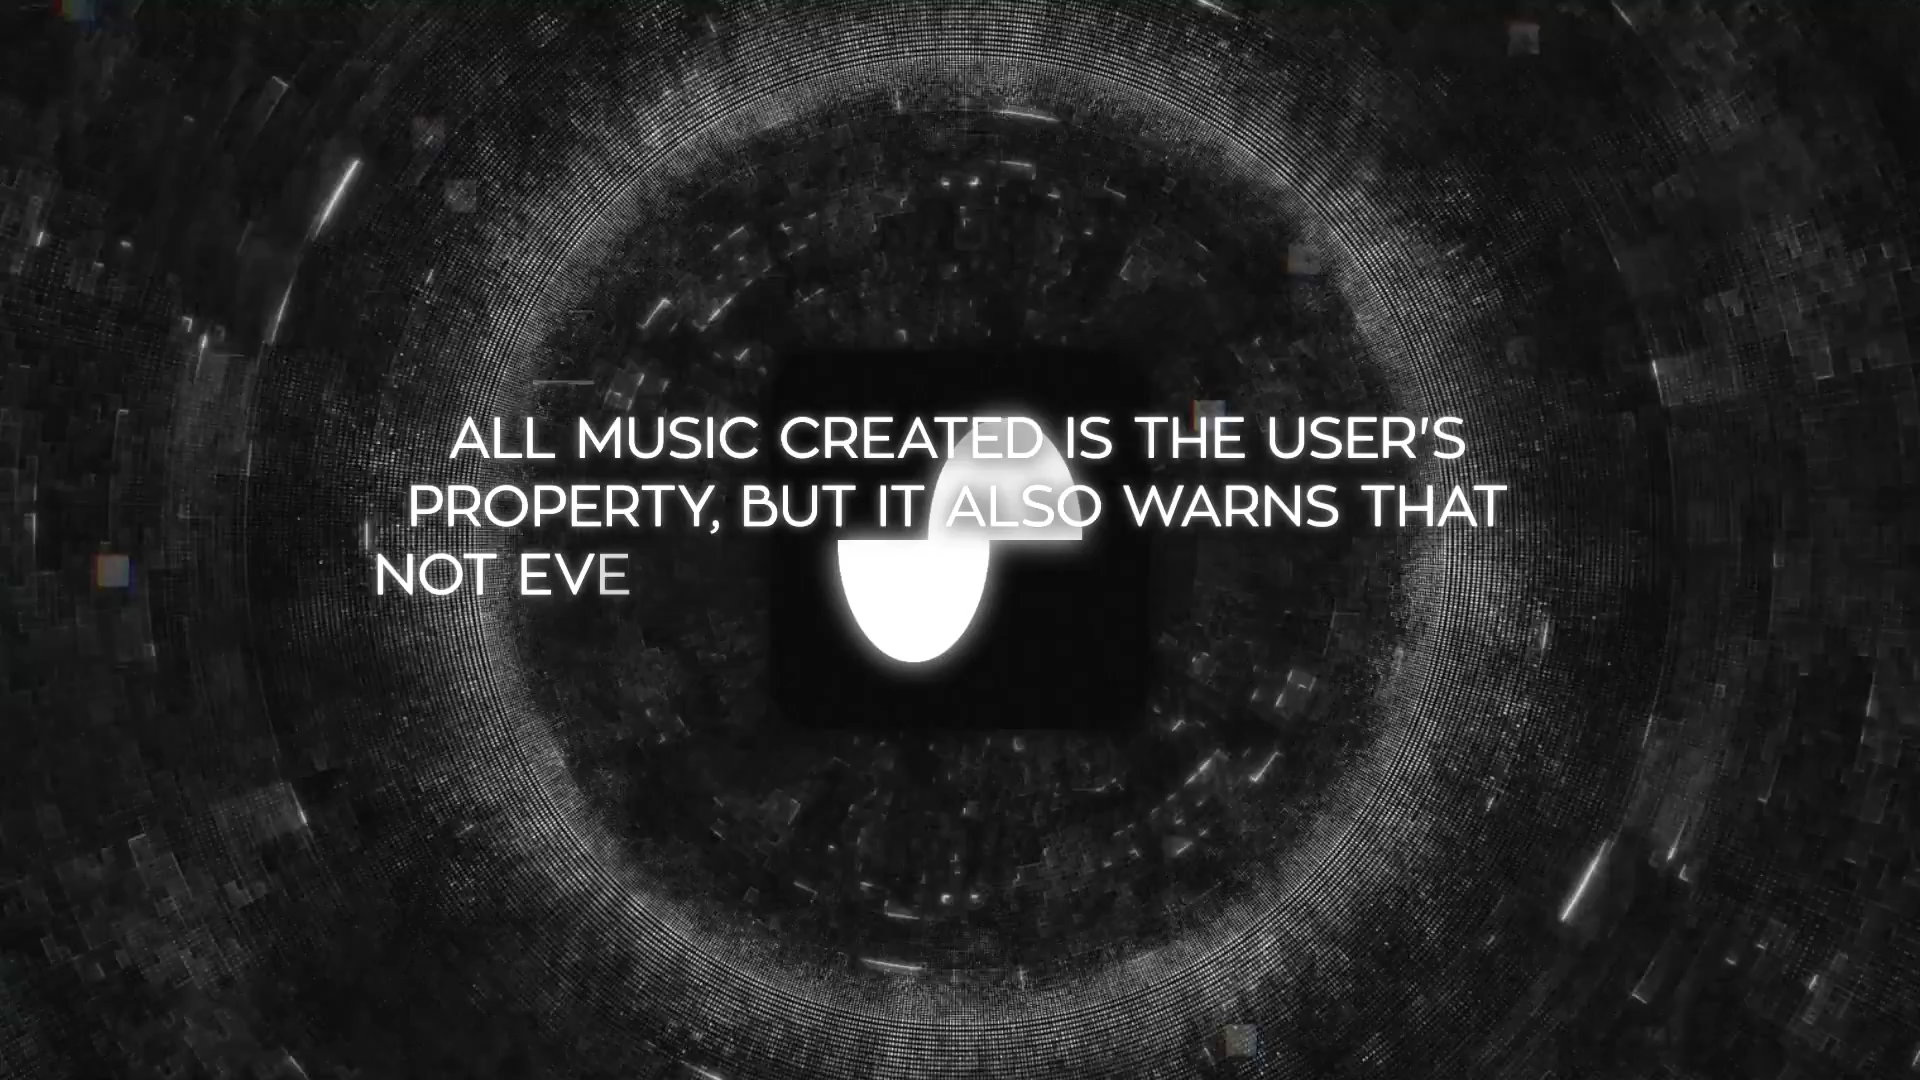 ALL MUSIC CREATED IS THE USER'S
PROPERTY, BUT IT ALSO WARNS THAT
NOT EVE